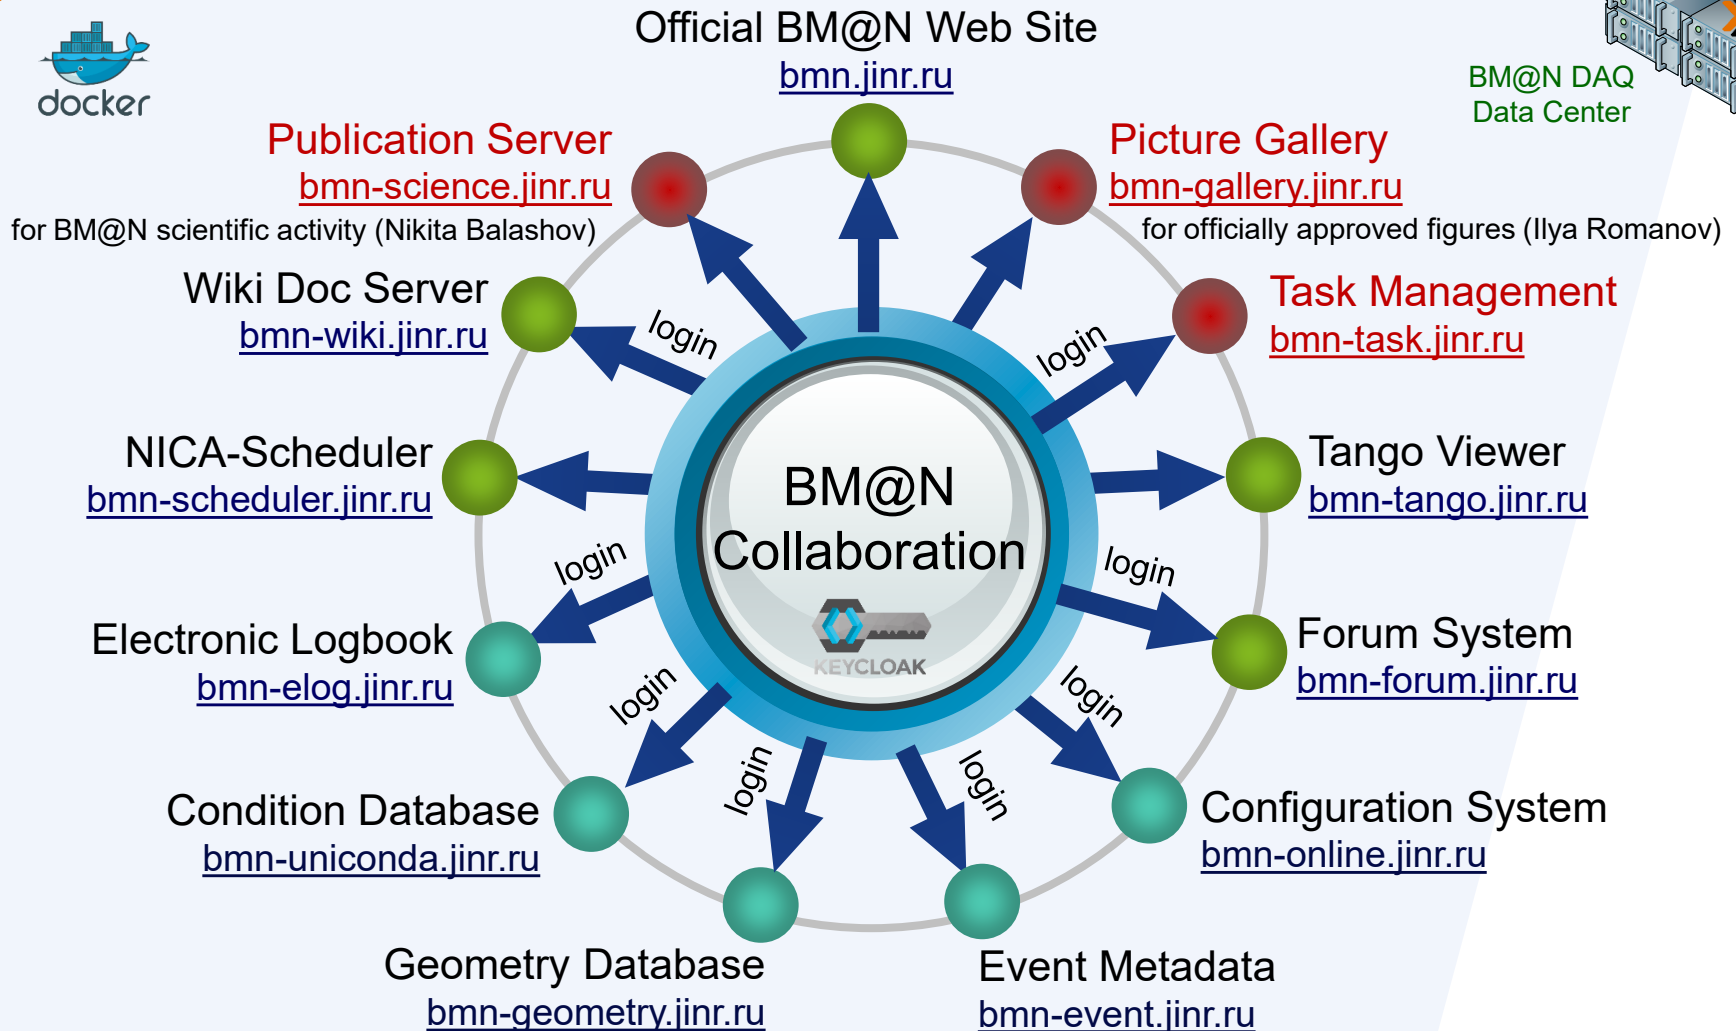 Official BM@N Web Site
bmn.jinr.ru
docker
BM@N DAQ
Data Center
Publication Server
bmn-science.jinr.ru
for BM@N scientific activity (Nikita Balashov)
Picture Gallery
bmn-gallery.jinr.ru
for officially approved figures (Ilya Romanov)
Wiki Doc Server
bmn-wiki.jinr.ru
login
login
Task Management
bmn-task.jinr.ru
NICA-Scheduler
bmn-scheduler.jinr.ru
BM@N
Collaboration
KEYCLOAK
Tango Viewer
bmn-tango.jinr.ru
login
login
Electronic Logbook
bmn-elog.jinr.ru
Forum System
bmn-forum.jinr.ru
login
login
login
login
Condition Database
bmn-uniconda.jinr.ru
Configuration System
bmn-online.jinr.ru
Geometry Database
bmn-geometry.jinr.ru
Event Metadata
bmn-event.jinr.ru